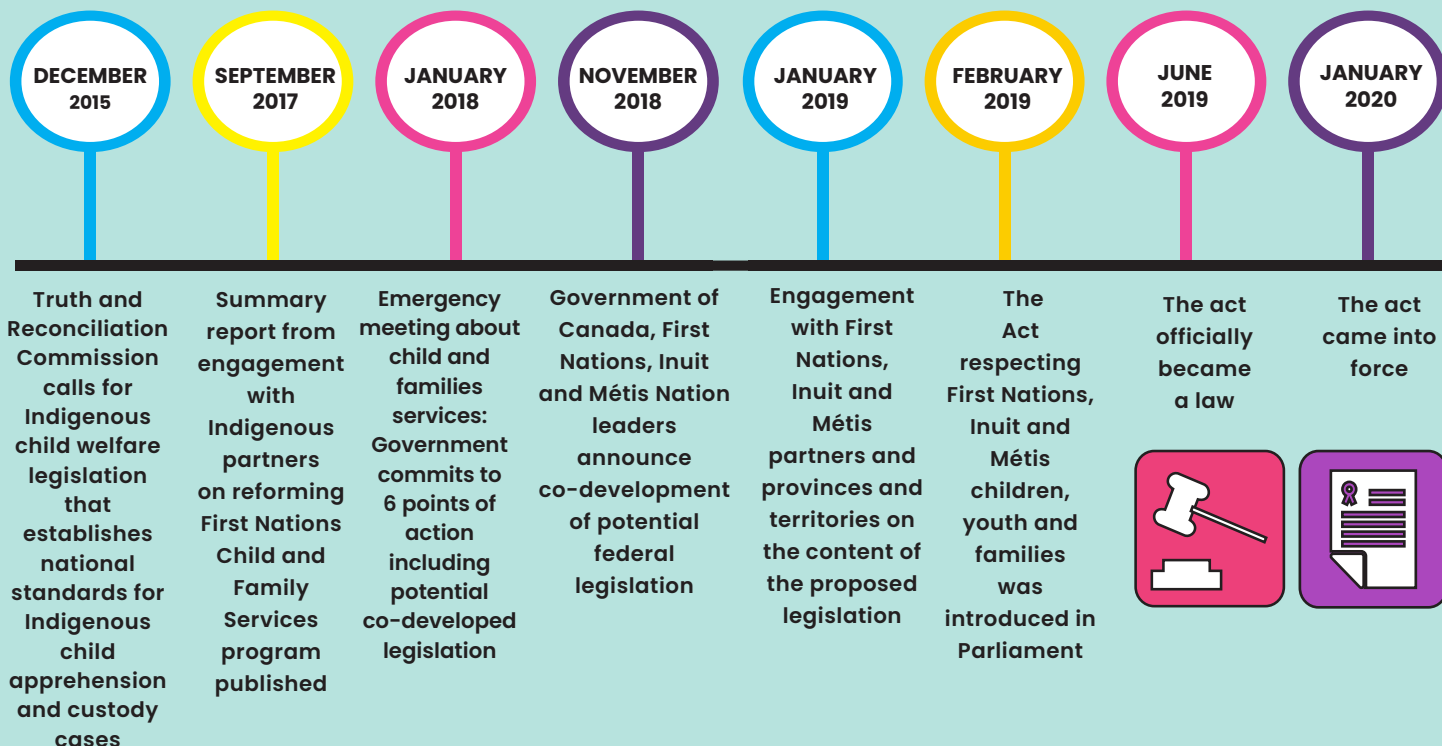 DECEMBER
2015
SEPTEMBER
2017
JANUARY
2018
NOVEMBER
2018
JANUARY
2019
FEBRUARY
2019
JUNE
2019
JANUARY
2020
Truth and
Reconciliation
Commission
calls for
Indigenous
child welfare
legislation
that
establishes
national
standards for
Indigenous
child
apprehension
and custody
cases
Summary
report from
engagement
with
Indigenous
partners
on reforming
First Nations
Child and
Family
Services
program
published
Emergency
meeting about
child and
families
services:
Government
commits to
6 points of
action
including
potential
co-developed
legislation
Government of
Canada, First
Nations, Inuit
and Métis Nation
leaders
announce
co-development
of potential
federal
legislation
Engagement
with First
Nations,
Inuit and
Métis
partners and
provinces and
territories on
the content of
the proposed
legislation
The
Act
respecting
First Nations,
Inuit and
Métis
children,
youth and
families
was
introduced in
Parliament
The act
officially
became
a law
The act
came into
force